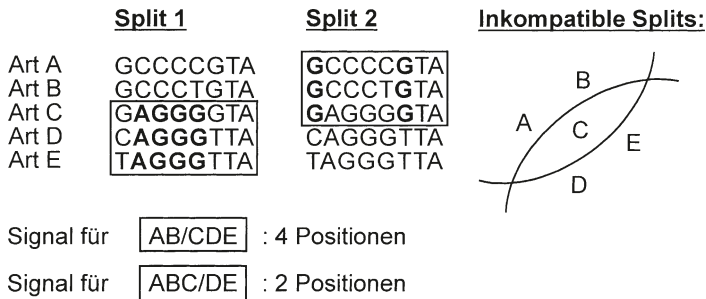 Split 1 Split 2 Inkompatible Splits:
Art A GCCCCGTA GCCCCGTA
Art B GCCCTGTA GCCCTGTA
Art C GAGGGGTA GAGGGGTA
Art D CAGGGTTA CAGGGTTA
Art E TAGGGTTA TAGGGTTA
B
A
C
E
D
Signal für AB/CDE : 4 Positionen
Signal für ABC/DE : 2 Positionen